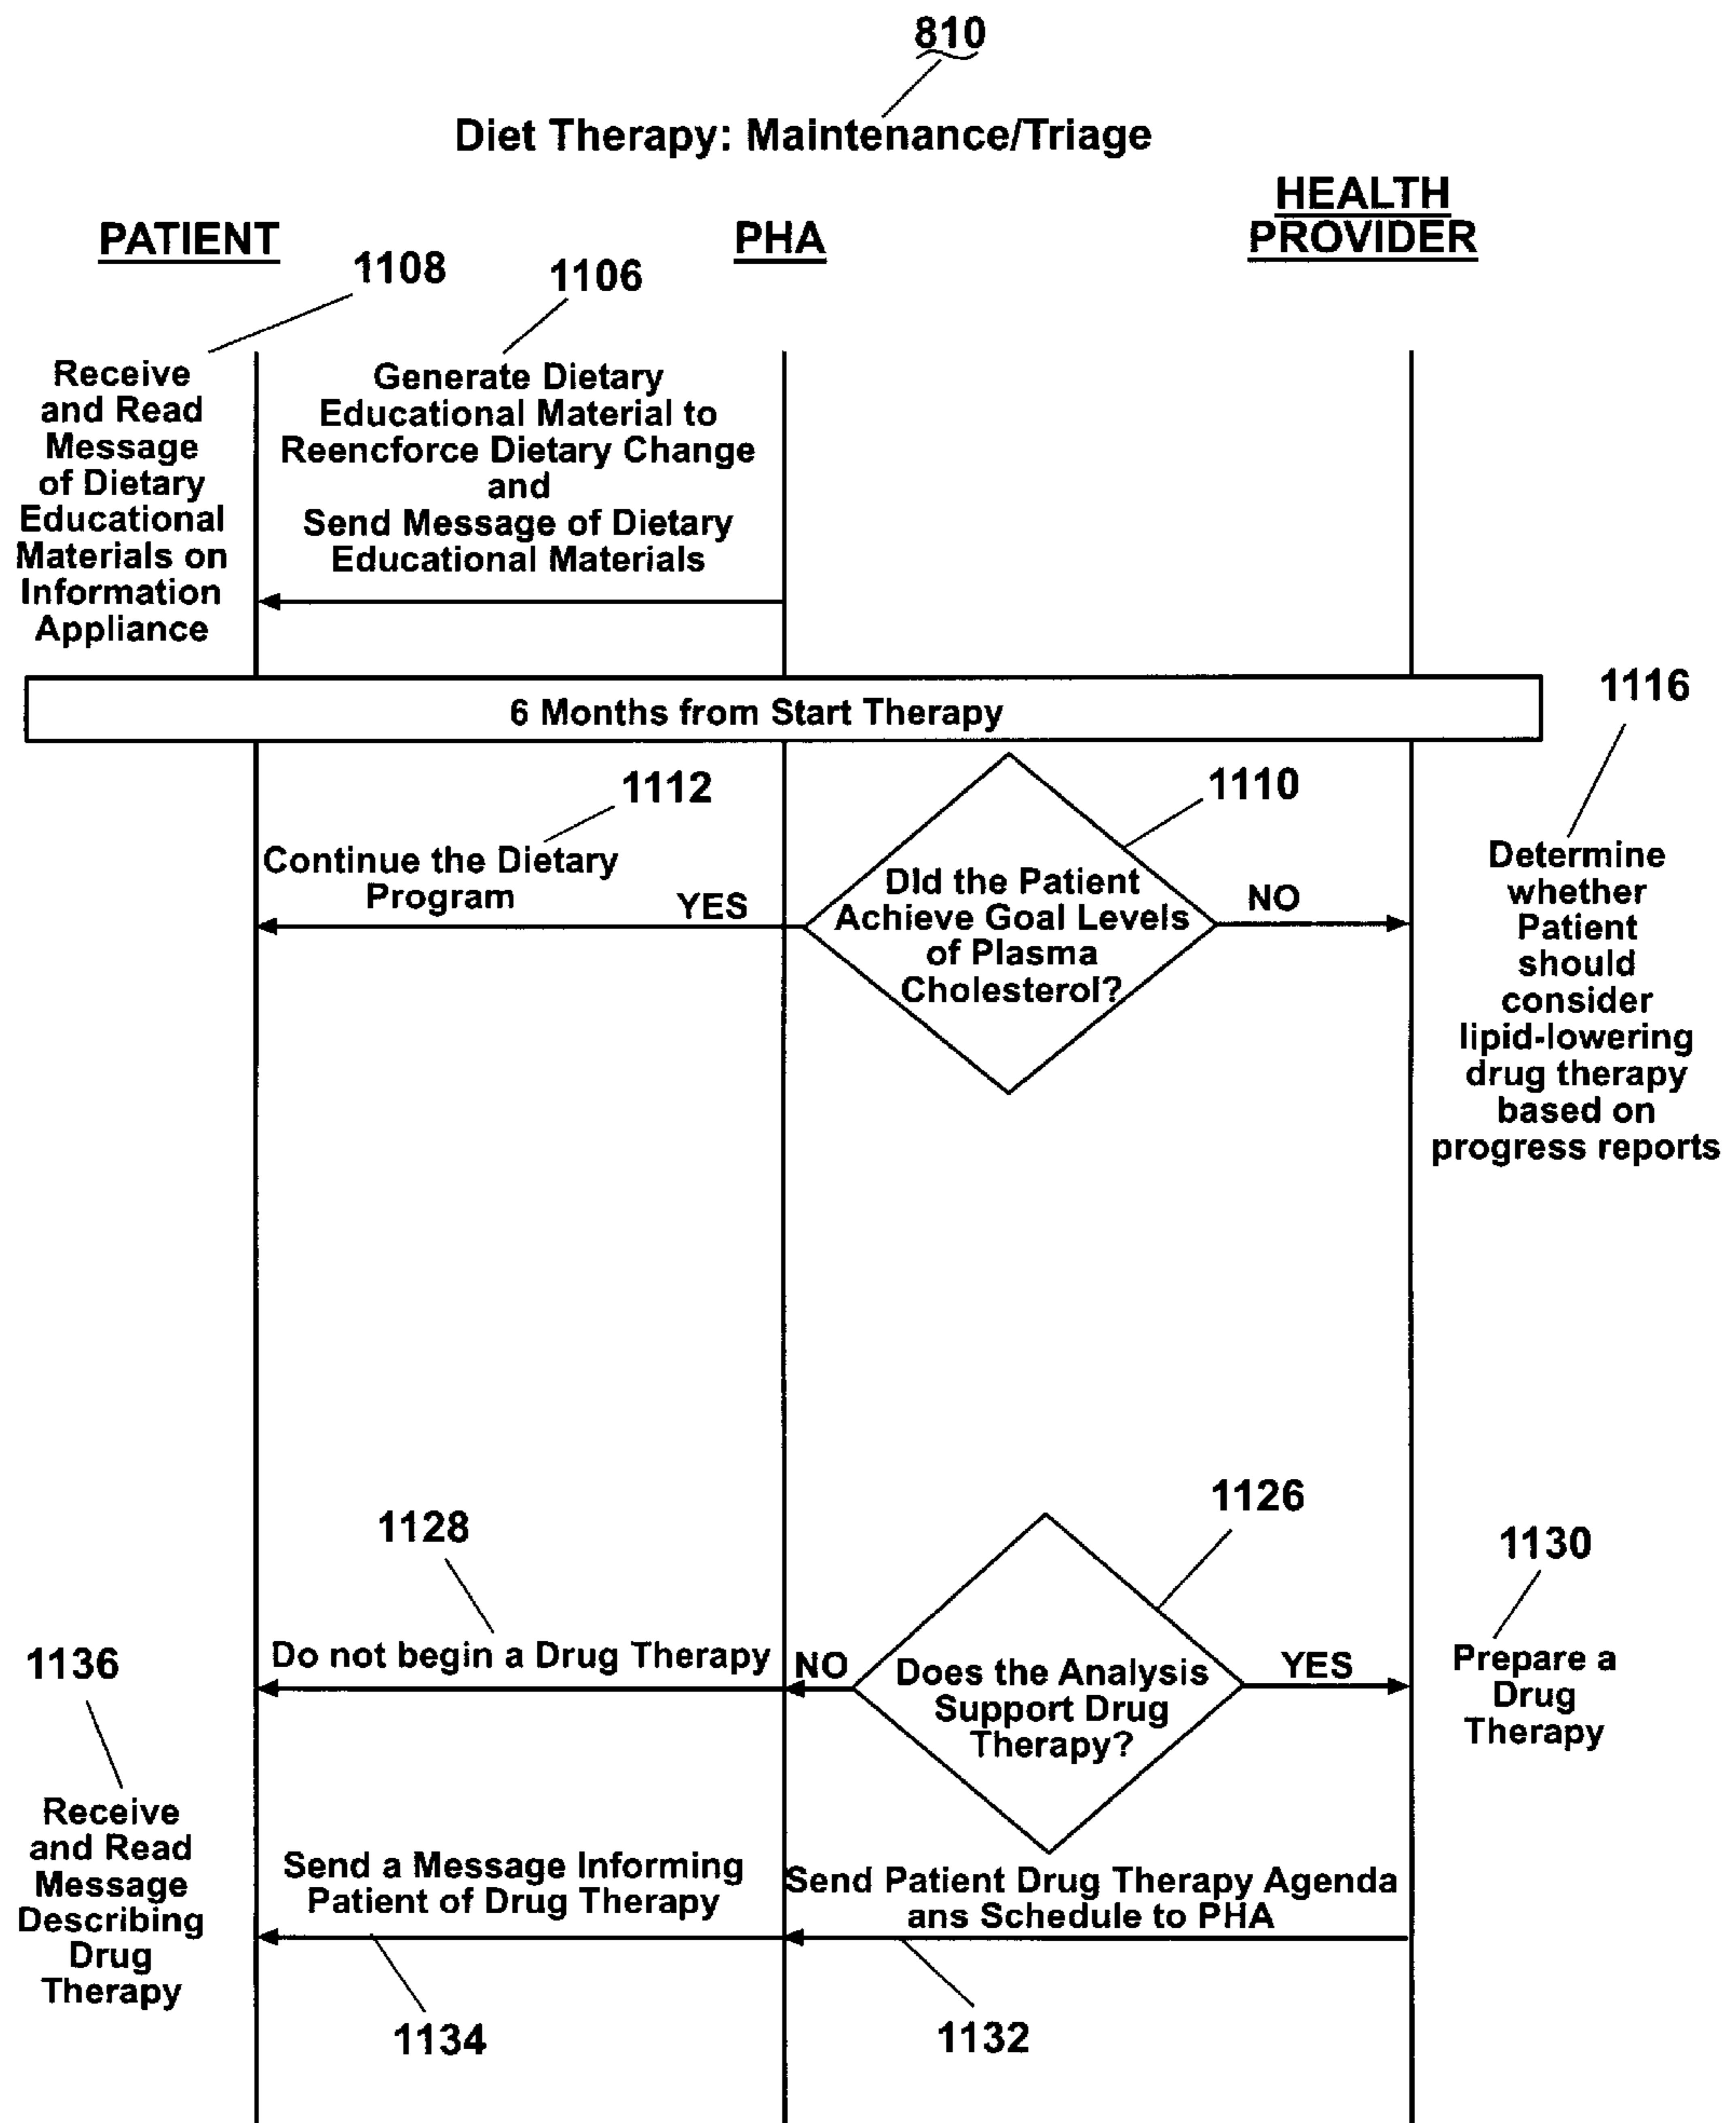 810
Diet Therapy: Maintenance/Triage
PATIENT
PHA
HEALTH
PROVIDER
1108
1106
Receive
and Read
Message
of Dietary
Educational
Materials on
Information
Appliance
Generate Dietary
Educational Material to
Reencforce Dietary Change
and
Send Message of Dietary
Educational Materials
6 Months from Start Therapy
1116
1112
1110
Continue the Dietary
Program
YES
DId the Patient
Achieve Goal Levels
of Plasma
Cholesterol?
NO
Determine
whether
Patient
should
consider
lipid-lowering
drug therapy
based on
progress reports
1128
1126
1130
Do not begin a Drug Therapy
NO
Does the Analysis
Support Drug
Therapy?
YES
Prepare a
Drug
Therapy
1136
Receive
and Read
Message
Describing
Drug
Therapy
Send a Message Informing
Patient of Drug Therapy
Send Patient Drug Therapy Agenda
ans Schedule to PHA
1134
1132